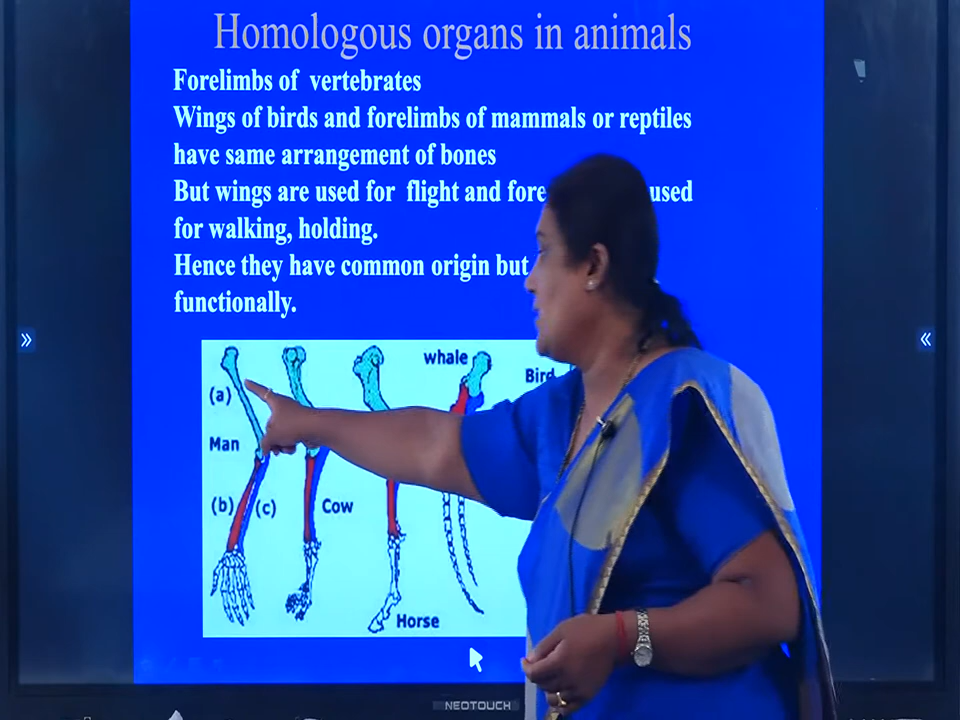 Homologous organs in animals
Forelimbs of vertebrates
Wings of birds and forelimbs of mammals or reptiles
have same arrangement of bones
But wings are used for flight and fore used
for walking, holding.
Hence they have common origin but
functionally.
whale
Bird
(a)
Man
(b) (c)
Cow
Horse
NEOTOUCH